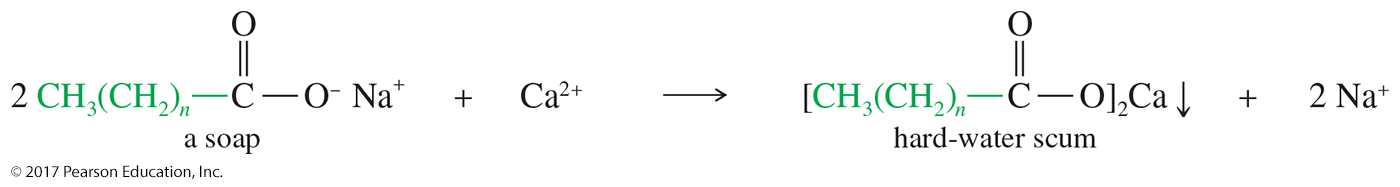 O O
2 CH₃(CH₂)ₙ—C—O⁻ Na⁺ + Ca²⁺ ⟶ [CH₃(CH₂)ₙ—C—O]₂Ca↓ + 2 Na⁺
a soap hard-water scum
© 2017 Pearson Education, Inc.